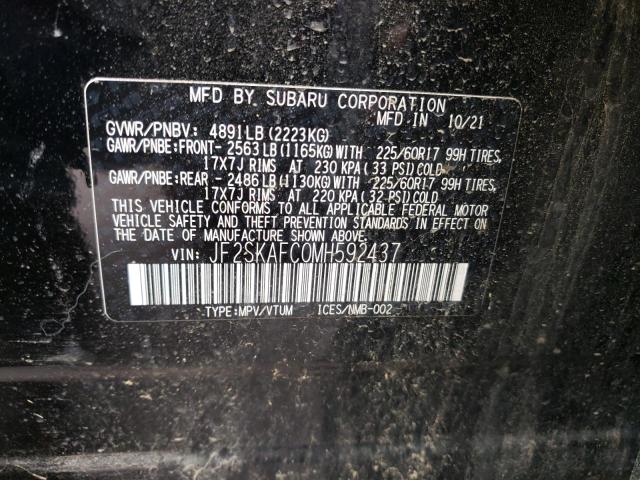 MFD BY SUBARU CORPORATION
MFD IN 10/21
GVWR/PNBV: 4891LB(2223KG)
GAWR/PNBE:FRONT- 2563LB(1165KG)WITH 225/60R17 99H TIRES,
17X7J RIMS AT 230 KPA(33 PSI)COLD
GAWR/PNBE:REAR - 2486LB(1130KG)WITH 225/60R17 99H TIRES,
17X7J RIMS AT 220 KPA(32 PSI)COLD
THIS VEHICLE CONFORMS TO ALL APPLICABLE FEDERAL MOTOR
VEHICLE SAFETY AND THEFT PREVENTION STANDARDS IN EFFECT ON
THE DATE OF MANUFACTURE SHOWN ABOVE.
VIN: JF2SKAFC0MH592437
TYPE:MPV/VTUM ICES/NMB-002